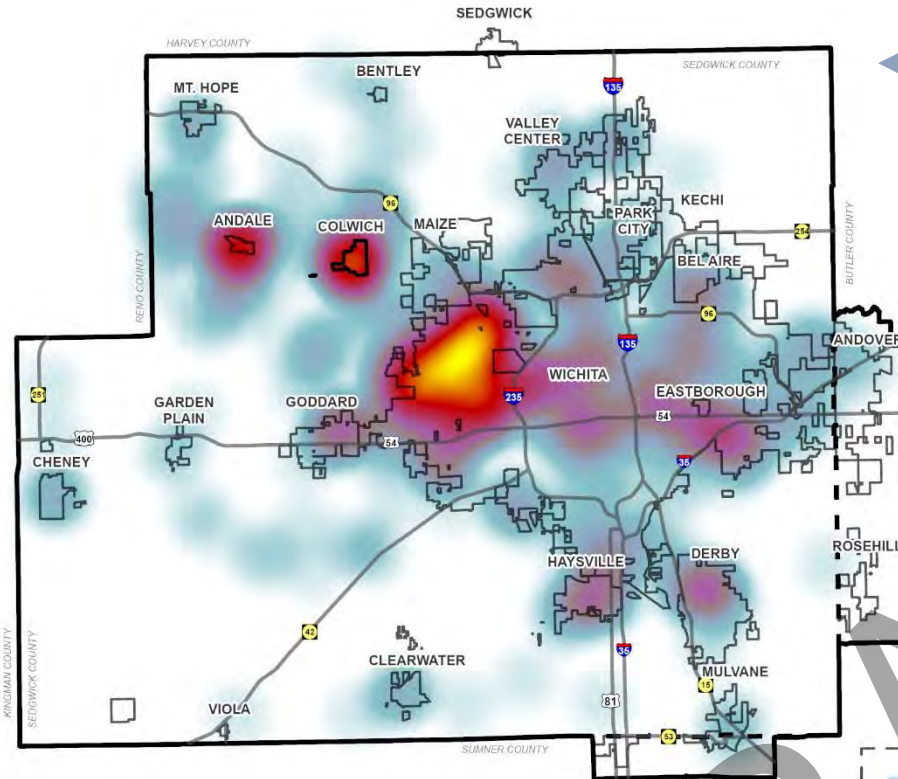 SEDGWICK
HARVEY COUNTY
SEDGWICK COUNTY
BENTLEY
MT. HOPE
135
VALLEY
CENTER
96
KECHI
PARK
CITY
ANDALE
COLWICH
MAIZE
254
BEL AIRE
BUTLER COUNTY
RENO COUNTY
96
135
ANDOVER
WICHITA
251
235
EASTBOROUGH
GARDEN
PLAIN
GODDARD
54
400
54
CHENEY
35
HAYSVILLE
DERBY
ROSEHILL
42
35
CLEARWATER
MULVANE
15
KINGMAN COUNTY
SEDGWICK COUNTY
VIOLA
81
53
SUMNER COUNTY